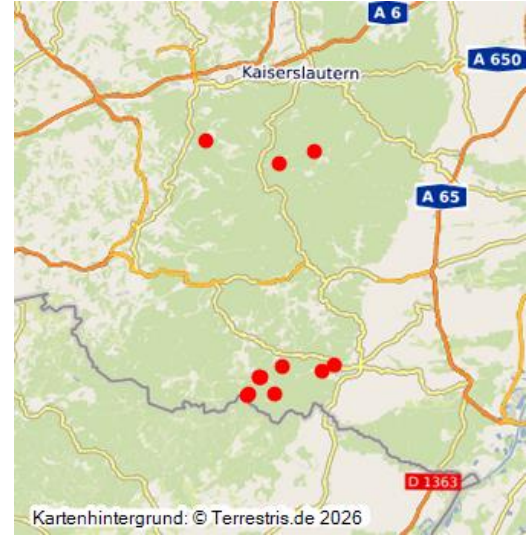 A 6
Kaiserslautern
A 650
A 65
D 1363
Kartenhintergrund: © Terrestris.de 2026